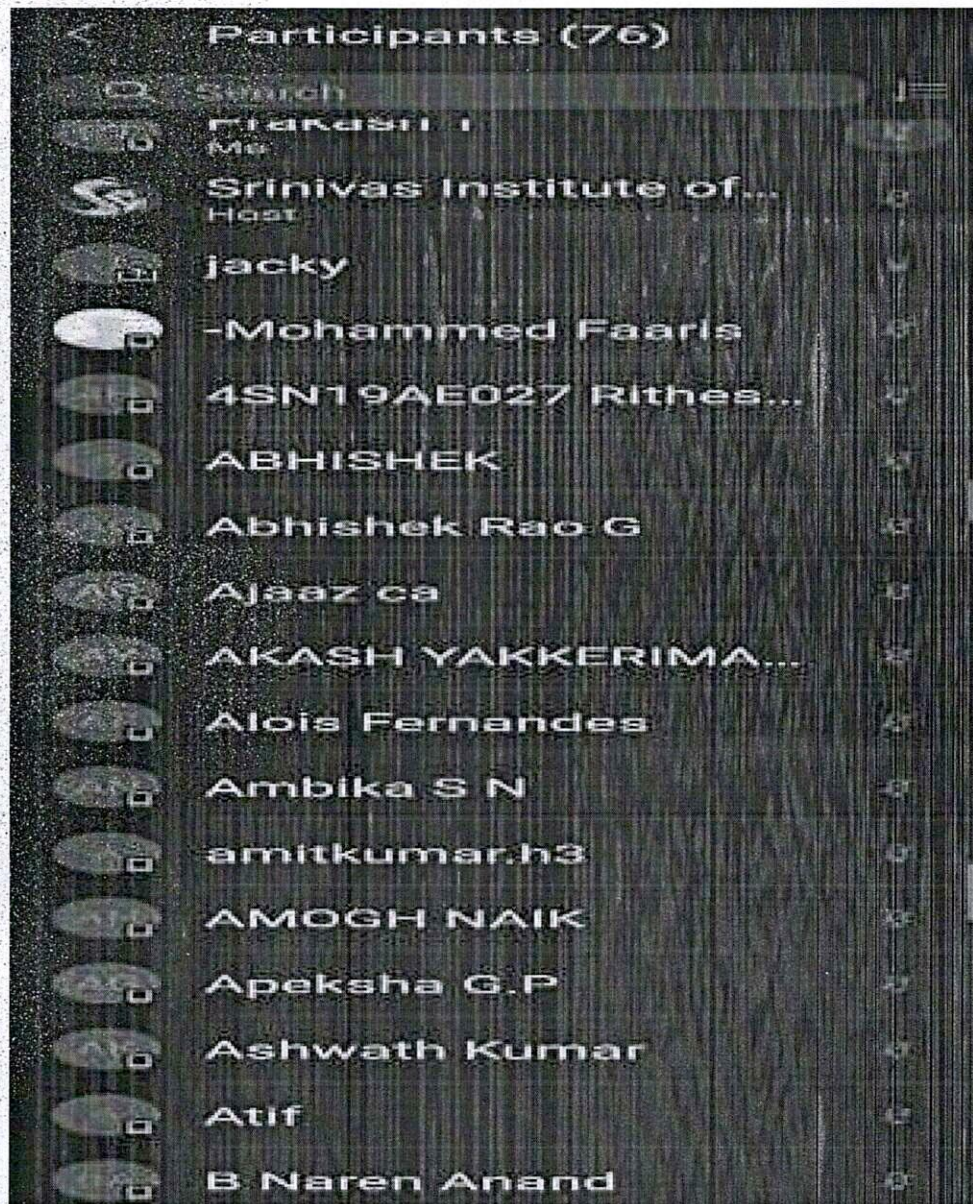 Participants (76)
Search
Me
Srinivas Institute of...
Host
jacky
-Mohammed Faaris
4SN19AE027 Rithes...
ABHISHEK
Abhishek Rao G
Ajaaz ca
AKASH YAKKERIMA...
Alois Fernandes
Ambika S N
amitkumar.h3
AMOGH NAIK
Apeksha G.P
Ashwath Kumar
Atif
B Naren Anand